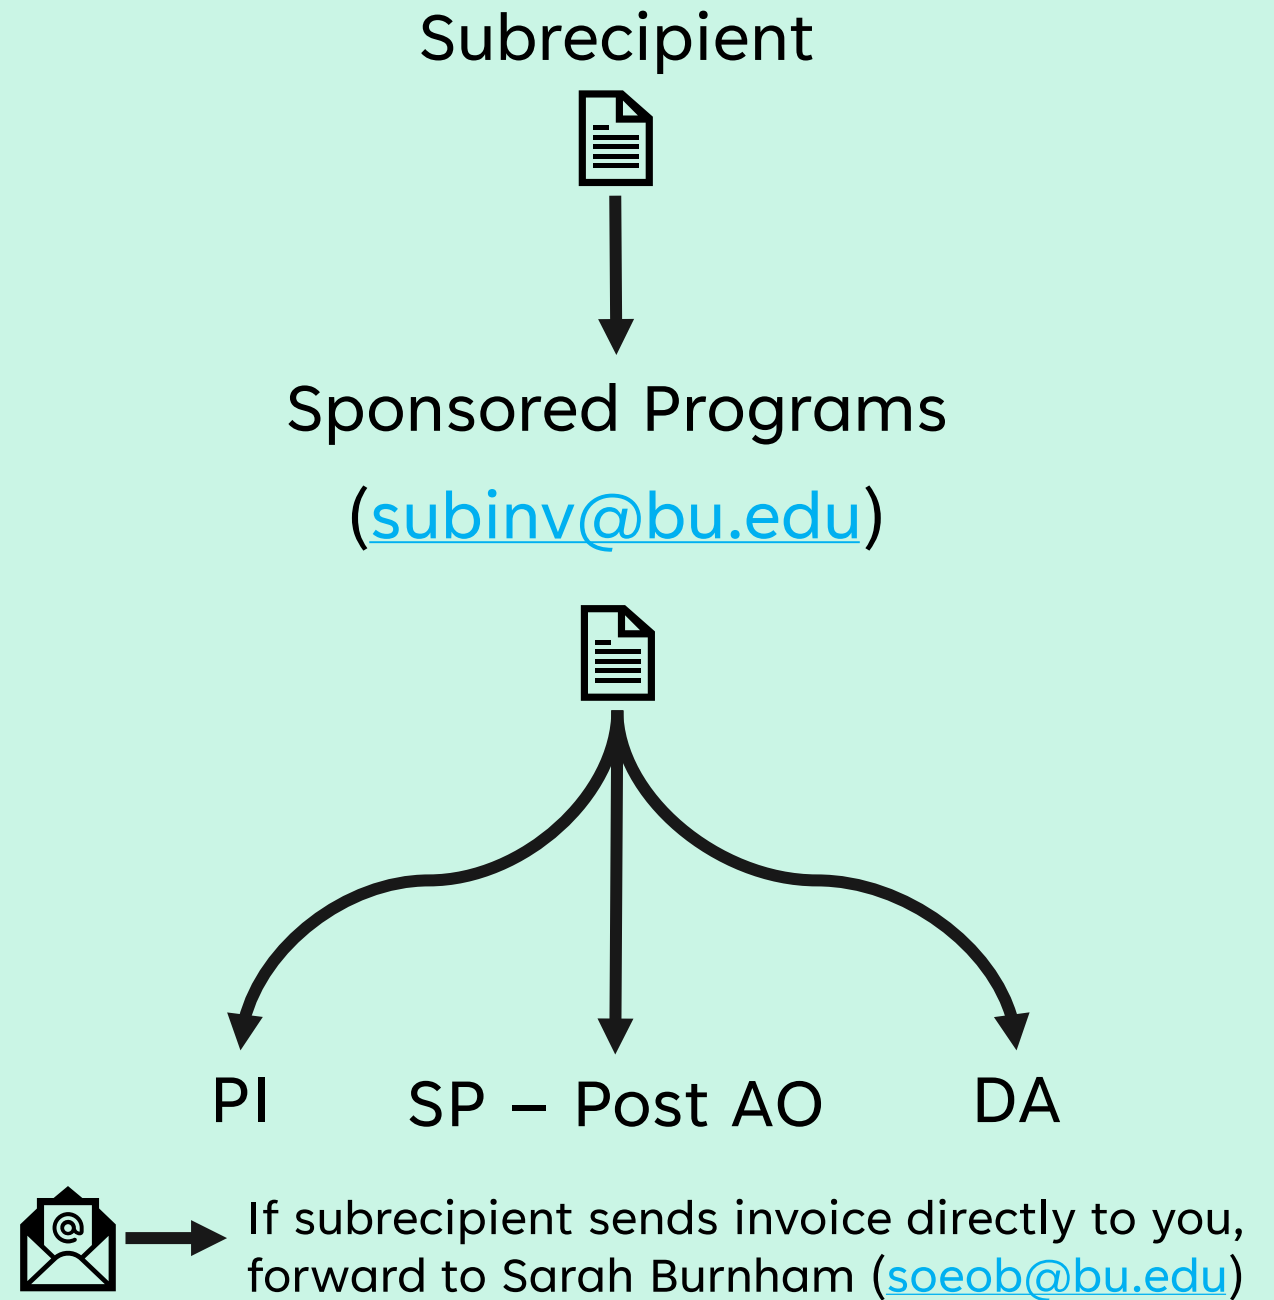 Subrecipient
Sponsored Programs
(subinv@bu.edu)
PI
SP – Post AO
DA
@
If subrecipient sends invoice directly to you,
forward to Sarah Burnham (soeob@bu.edu)